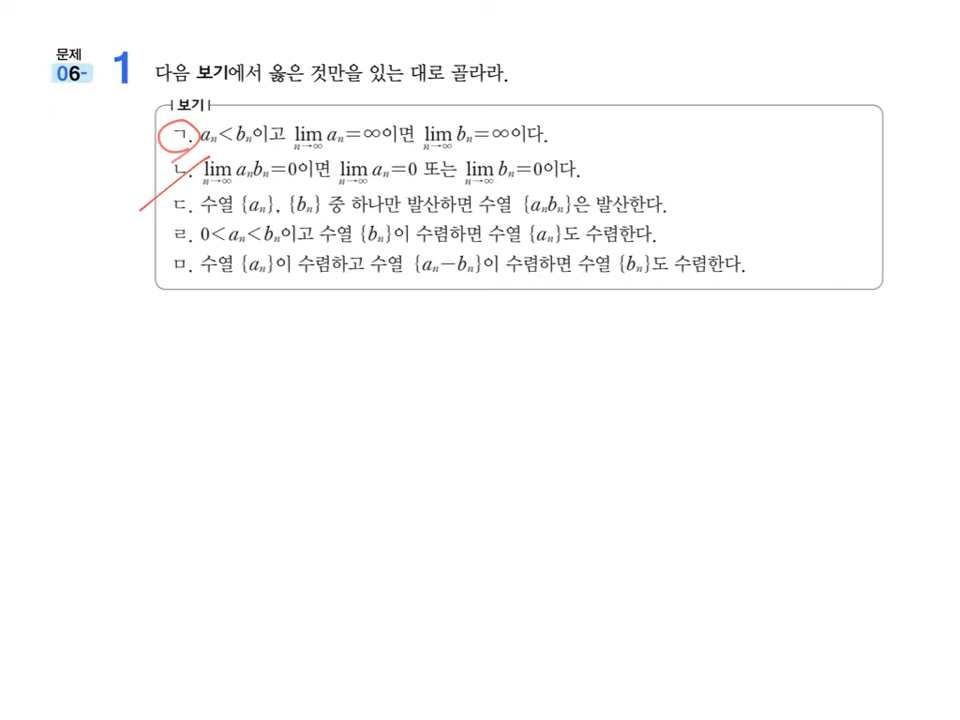 문제
06-
1 다음 보기에서 옳은 것만을 있는 대로 골라라.
보기
ㄱ. aₙ<bₙ이고 lim n→∞ aₙ=∞이면 lim n→∞ bₙ=∞이다.
ㄴ. lim n→∞ aₙbₙ=0이면 lim n→∞ aₙ=0 또는 lim n→∞ bₙ=0이다.
ㄷ. 수열 {aₙ}, {bₙ} 중 하나만 발산하면 수열 {aₙbₙ}은 발산한다.
ㄹ. 0<aₙ<bₙ이고 수열 {bₙ}이 수렴하면 수열 {aₙ}도 수렴한다.
ㅁ. 수열 {aₙ}이 수렴하고 수열 {aₙ-bₙ}이 수렴하면 수열 {bₙ}도 수렴한다.